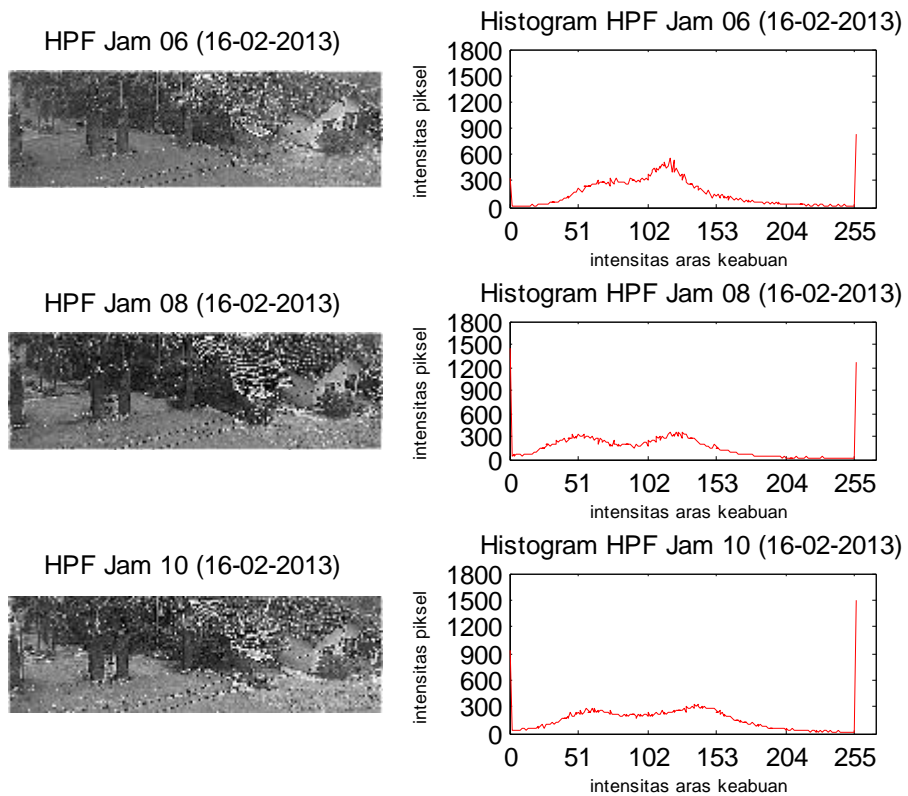 HPF Jam 06 (16-02-2013)
Histogram HPF Jam 06 (16-02-2013)
intensitas piksel
1800
1500
1200
900
600
300
0
0 51 102 153 204 255
intensitas aras keabuan
HPF Jam 08 (16-02-2013)
Histogram HPF Jam 08 (16-02-2013)
intensitas piksel
1800
1500
1200
900
600
300
0
0 51 102 153 204 255
intensitas aras keabuan
HPF Jam 10 (16-02-2013)
Histogram HPF Jam 10 (16-02-2013)
intensitas piksel
1800
1500
1200
900
600
300
0
0 51 102 153 204 255
intensitas aras keabuan